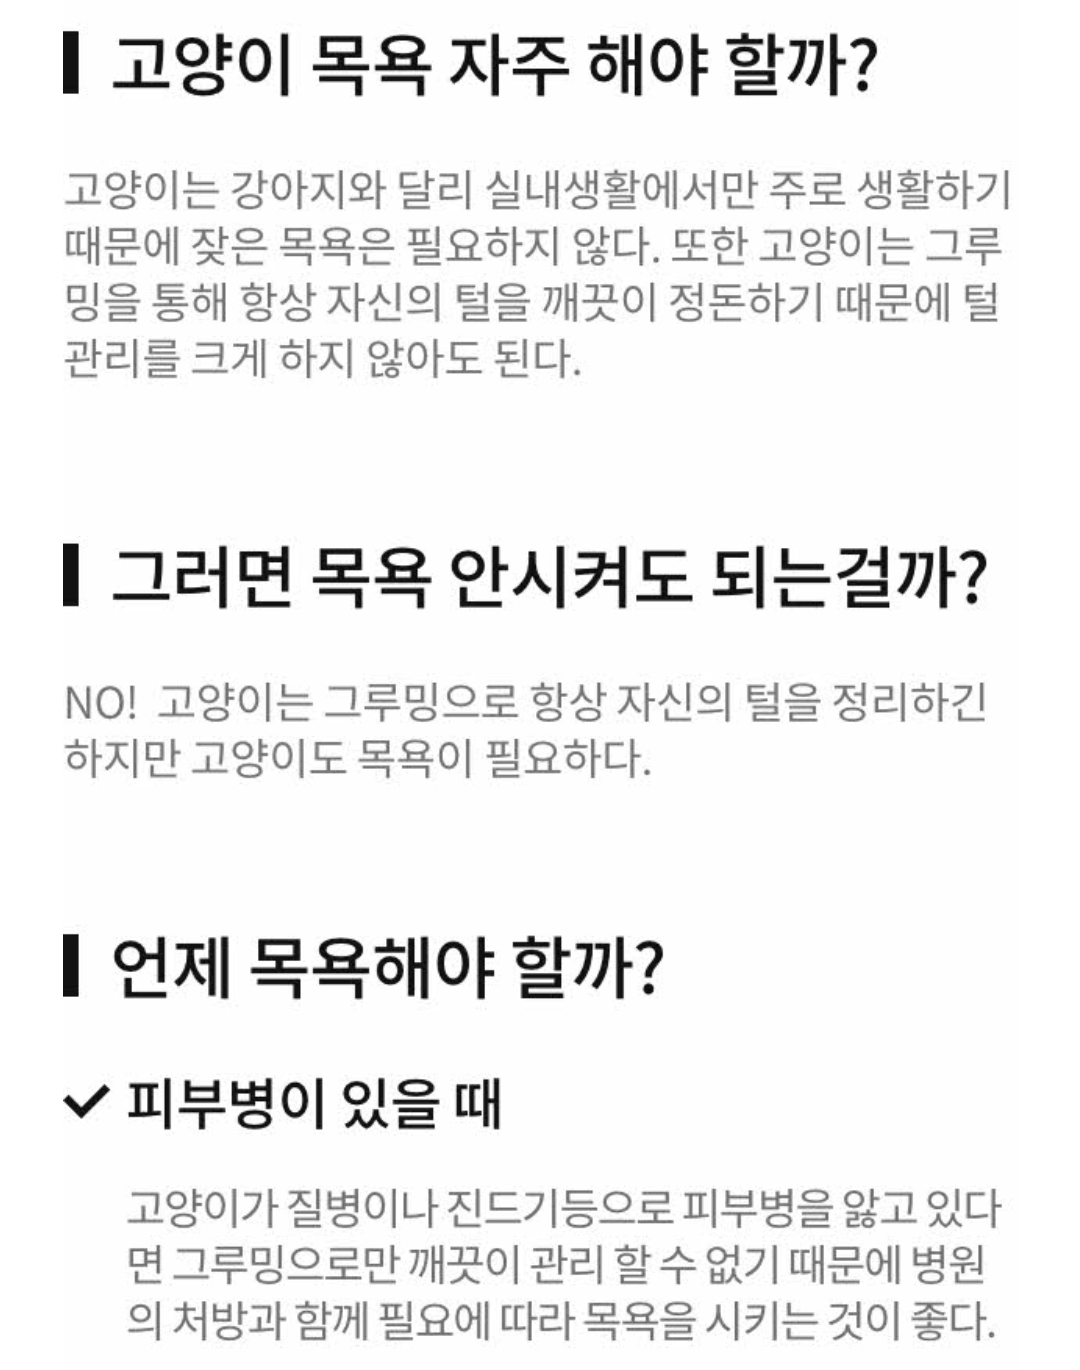 고양이 목욕 자주 해야 할까?
고양이는 강아지와 달리 실내생활에서만 주로 생활하기
때문에 잦은 목욕은 필요하지 않다. 또한 고양이는 그루
밍을 통해 항상 자신의 털을 깨끗이 정돈하기 때문에 털
관리를 크게 하지 않아도 된다.
그러면 목욕 안시켜도 되는걸까?
NO! 고양이는 그루밍으로 항상 자신의 털을 정리하긴
하지만 고양이도 목욕이 필요하다.
언제 목욕해야 할까?
피부병이 있을 때
고양이가 질병이나 진드기등으로 피부병을 앓고 있다
면 그루밍으로만 깨끗이 관리 할 수 없기 때문에 병원
의 처방과 함께 필요에 따라 목욕을 시키는 것이 좋다.